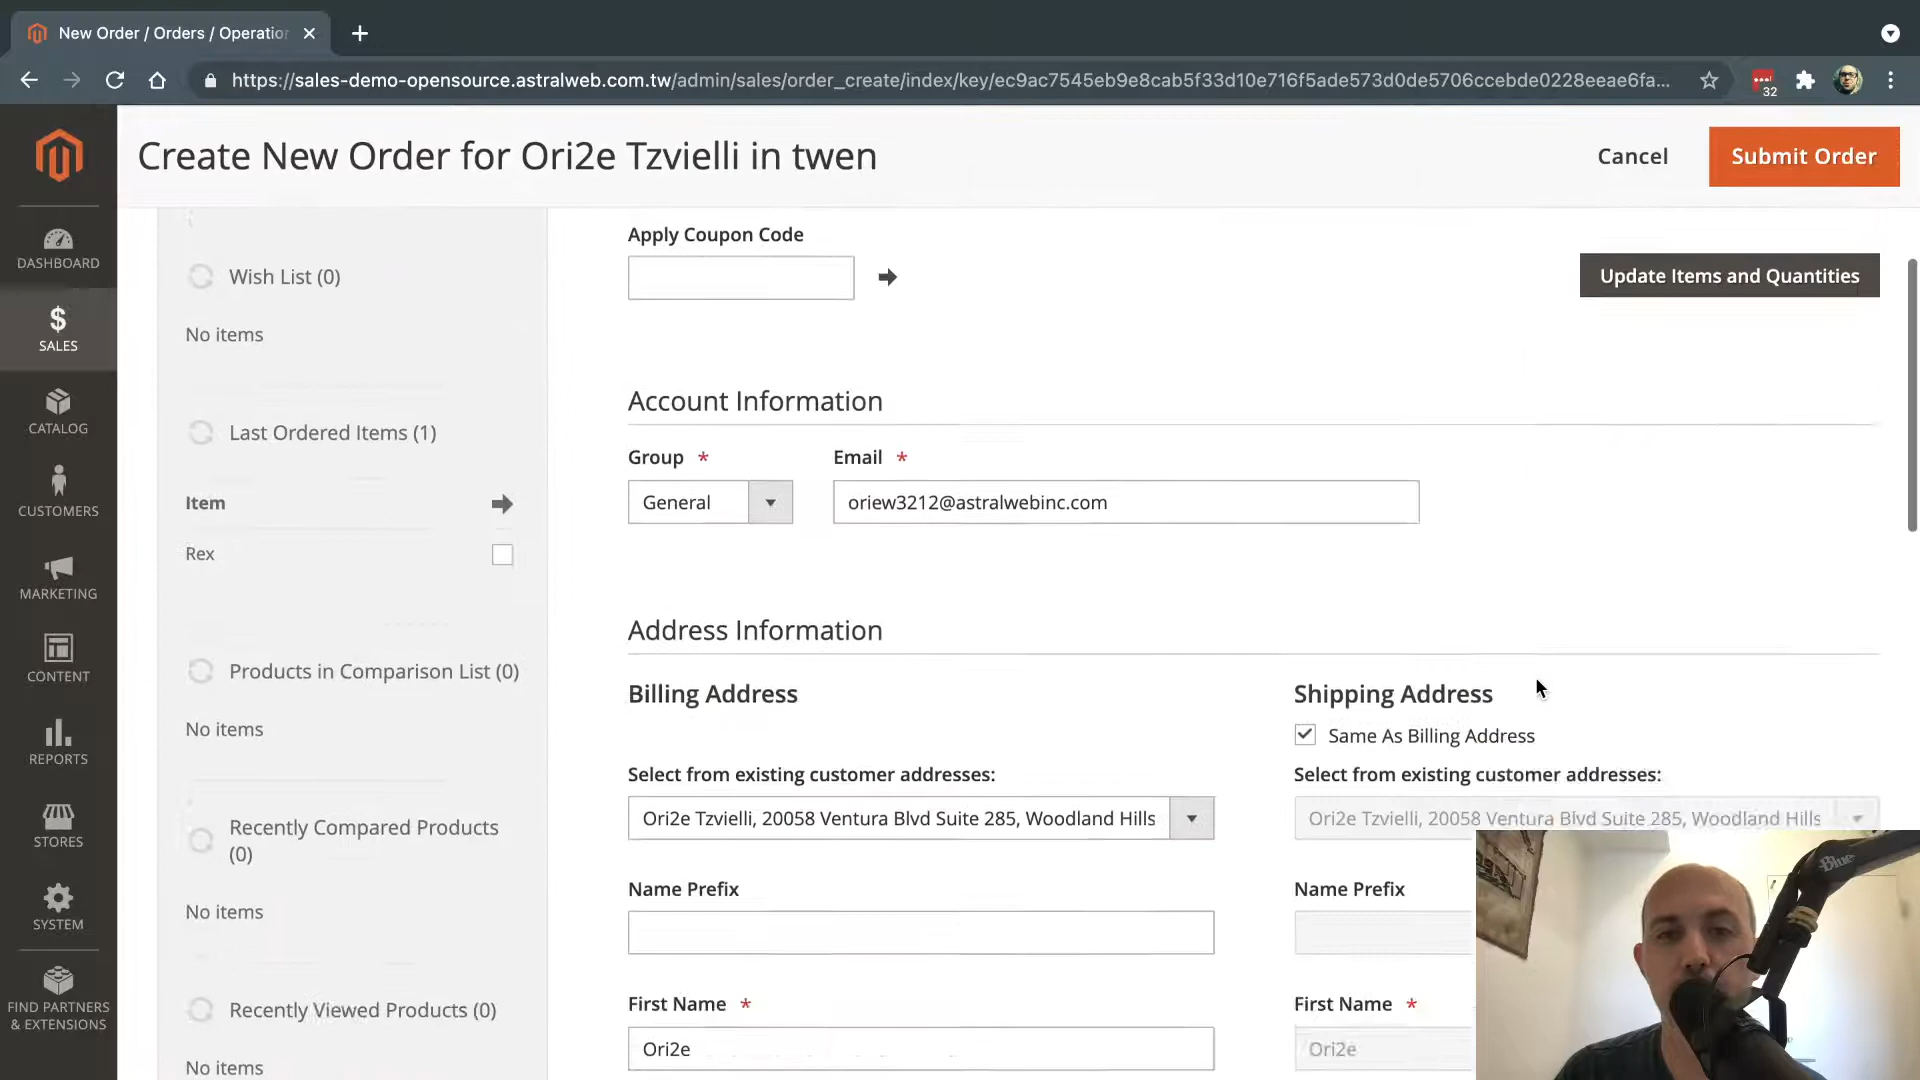 New Order / Orders / Operatio
https://sales-demo-opensource.astralweb.com.tw/admin/sales/order_create/index/key/ec9ac7545eb9e8cab5f33d10e716f5ade573d0de5706ccebde0228eeae6fa...
32
Create New Order for Ori2e Tzvielli in twen
Cancel
Submit Order
DASHBOARD
$
SALES
CATALOG
CUSTOMERS
MARKETING
CONTENT
REPORTS
STORES
SYSTEM
FIND PARTNERS
& EXTENSIONS
Wish List (0)
No items
Last Ordered Items (1)
Item
Rex
Products in Comparison List (0)
No items
Recently Compared Products
(0)
No items
Recently Viewed Products (0)
No items
Apply Coupon Code
Update Items and Quantities
Account Information
Group *
Email *
General
oriew3212@astralwebinc.com
Address Information
Billing Address
Shipping Address
Same As Billing Address
Select from existing customer addresses:
Select from existing customer addresses:
Ori2e Tzvielli, 20058 Ventura Blvd Suite 285, Woodland Hills
Ori2e Tzvielli, 20058 Ventura Blvd Suite 285, Woodland Hills
Name Prefix
Name Prefix
First Name *
First Name *
Ori2e
Ori2e
Blue